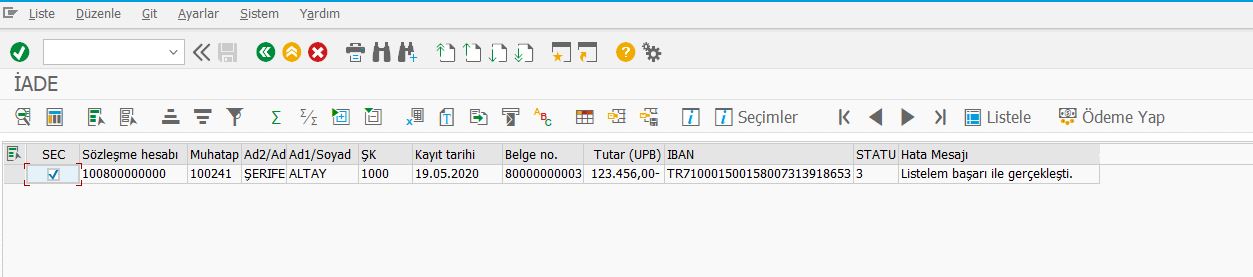 Liste Düzenle Git Ayarlar Sistem Yardım
İADE
Seçimler Listele Ödeme Yap
SEC Sözleşme hesabı Muhatap Ad2/Ad Ad1/Soyad ŞK Kayıt tarihi Belge no. Tutar (UPB) IBAN STATU Hata Mesajı
100800000000 100241 ŞERIFE ALTAY 1000 19.05.2020 80000000003 123.456,00- TR710001500158007313918653 3 Listelem başarı ile gerçekleşti.